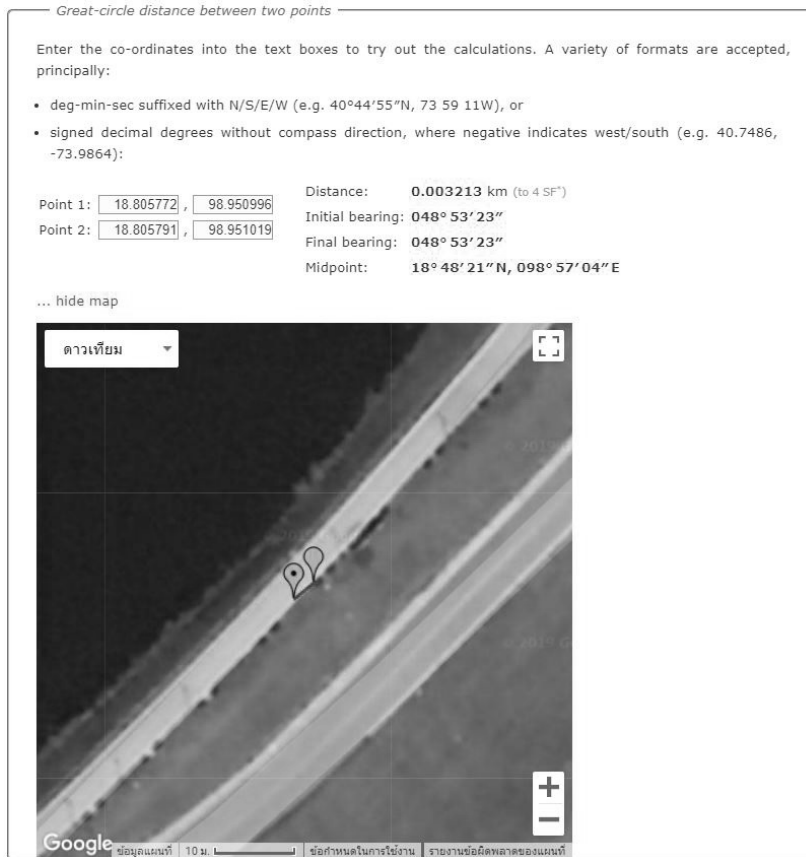 Great-circle distance between two points
Enter the co-ordinates into the text boxes to try out the calculations. A variety of formats are accepted,
principally:
• deg-min-sec suffixed with N/S/E/W (e.g. 40°44′55″N, 73 59 11W), or
• signed decimal degrees without compass direction, where negative indicates west/south (e.g. 40.7486,
-73.9864):
Point 1: 18.805772 , 98.950996
Point 2: 18.805791 , 98.951019
Distance: 0.003213 km (to 4 SF*)
Initial bearing: 048° 53′ 23″
Final bearing: 048° 53′ 23″
Midpoint: 18° 48′ 21″ N, 098° 57′ 04″ E
... hide map
ดาวเทียม
Google
ข้อมูลแผนที่ 10 ม. ข้อกำหนดในการใช้งาน รายงานข้อผิดพลาดของแผนที่